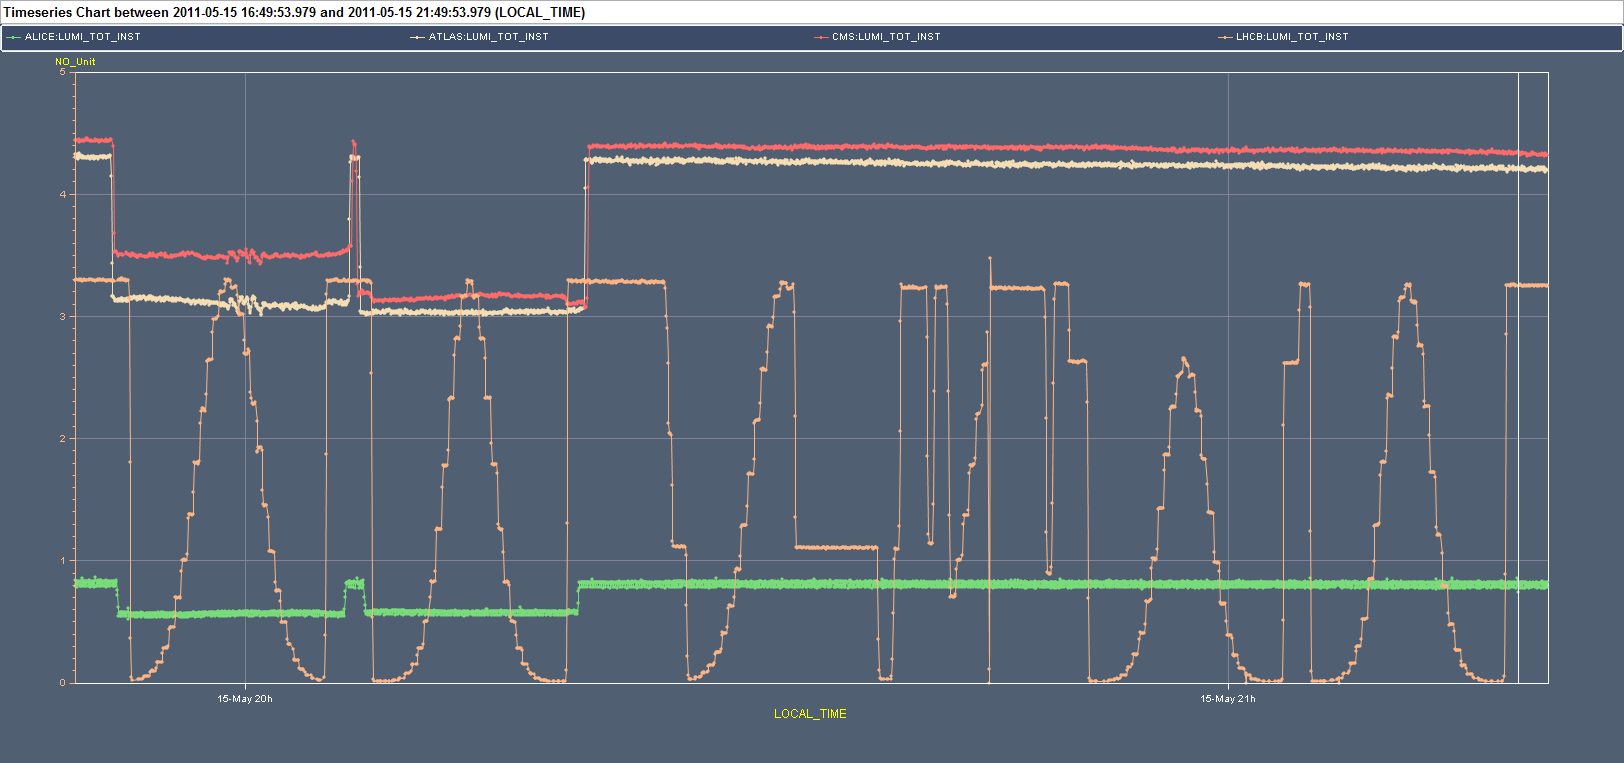 Timeseries Chart between 2011-05-15 16:49:53.979 and 2011-05-15 21:49:53.979 (LOCAL_TIME)
ALICE:LUMI_TOT_INST ATLAS:LUMI_TOT_INST CMS:LUMI_TOT_INST LHCB:LUMI_TOT_INST
NO_Unit
5
4
3
2
1
0
15-May 20h 15-May 21h
LOCAL_TIME